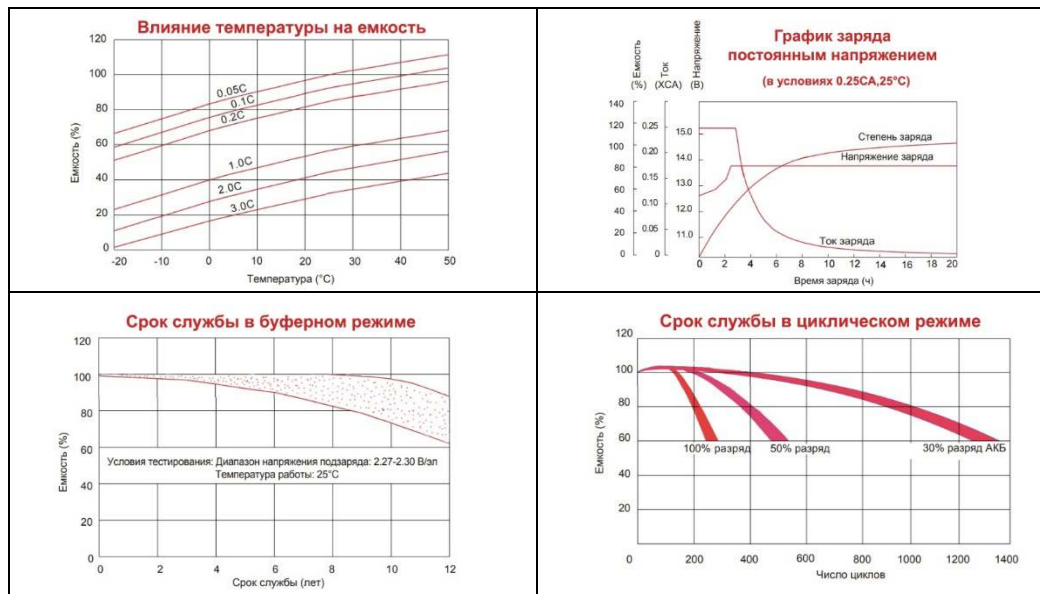 Влияние температуры на емкость
120
100
80
60
40
20
0
Емкость (%)
0.05C
0.1C
0.2C
1.0C
2.0C
3.0C
-20 -10 0 10 20 30 40 50
Температура (°C)
График заряда
постоянным напряжением
(в условиях 0.25CA,25°C)
Емкость (%)
Ток (XCA)
Напряжение (В)
140 0.25 15.0
120 0.20 14.0
100 0.15 13.0
80 0.10 12.0
60 0.05 11.0
40 0
20
0
Степень заряда
Напряжение заряда
Ток заряда
0 2 4 6 8 10 12 14 16 18 20
Время заряда (ч)
Срок службы в буферном режиме
120
100
80
60
40
20
0
Емкость (%)
Условия тестирования: Диапазон напряжения подзаряда: 2.27-2.30 В/эл
Температура работы: 25°C
0 2 4 6 8 10 12
Срок службы (лет)
Срок службы в циклическом режиме
120
100
80
60
40
20
0
Емкость (%)
100% разряд
50% разряд
30% разряд АКБ
200 400 600 800 1000 1200 1400
Число циклов